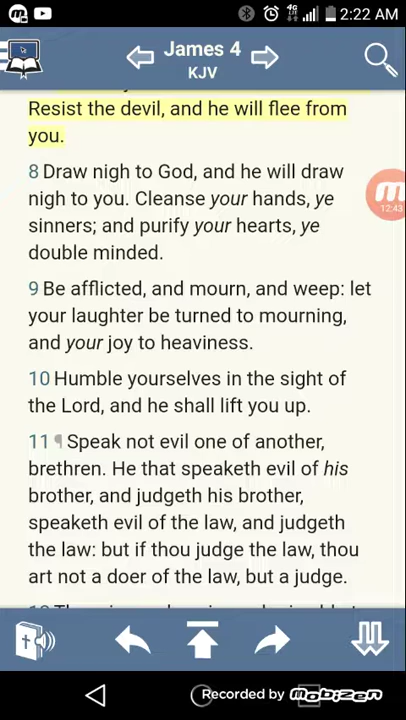 4G
2:22 AM
James 4
KJV
Resist the devil, and he will flee from
you.
8 Draw nigh to God, and he will draw
nigh to you. Cleanse your hands, ye
sinners; and purify your hearts, ye
double minded.
12:43
9 Be afflicted, and mourn, and weep: let
your laughter be turned to mourning,
and your joy to heaviness.
10 Humble yourselves in the sight of
the Lord, and he shall lift you up.
11 ¶ Speak not evil one of another,
brethren. He that speaketh evil of his
brother, and judgeth his brother,
speaketh evil of the law, and judgeth
the law: but if thou judge the law, thou
art not a doer of the law, but a judge.
Recorded by Mobizen